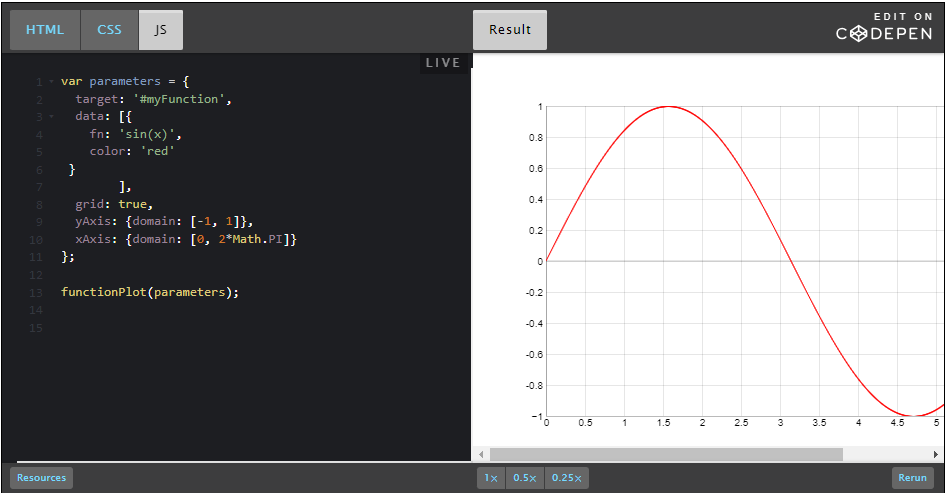 HTML CSS JS
Result
EDIT ON
CODEPEN
LIVE
1 var parameters = {
2   target: '#myFunction',
3   data: [{
4     fn: 'sin(x)',
5     color: 'red'
6  }
7         ],
8   grid: true,
9   yAxis: {domain: [-1, 1]},
10   xAxis: {domain: [0, 2*Math.PI]}
11 };
12
13 functionPlot(parameters);
14
15
1
0.8
0.6
0.4
0.2
0
-0.2
-0.4
-0.6
-0.8
-1
0 0.5 1 1.5 2 2.5 3 3.5 4 4.5 5
Resources
1x 0.5x 0.25x
Rerun